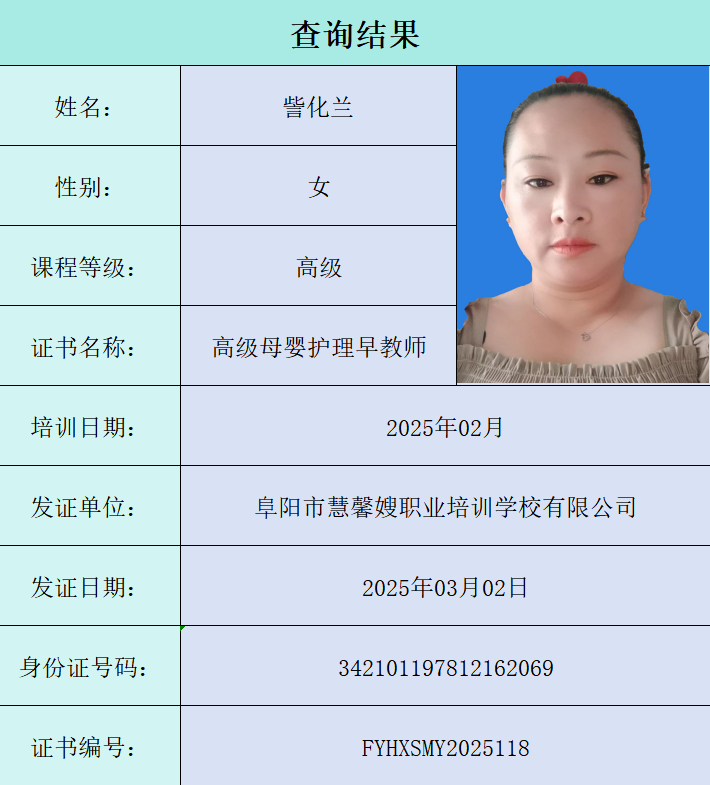 查询结果
姓名： 訾化兰
性别： 女
课程等级： 高级
证书名称： 高级母婴护理早教师
培训日期： 2025年02月
发证单位： 阜阳市慧馨嫂职业培训学校有限公司
发证日期： 2025年03月02日
身份证号码： 342101197812162069
证书编号： FYHXSMY2025118